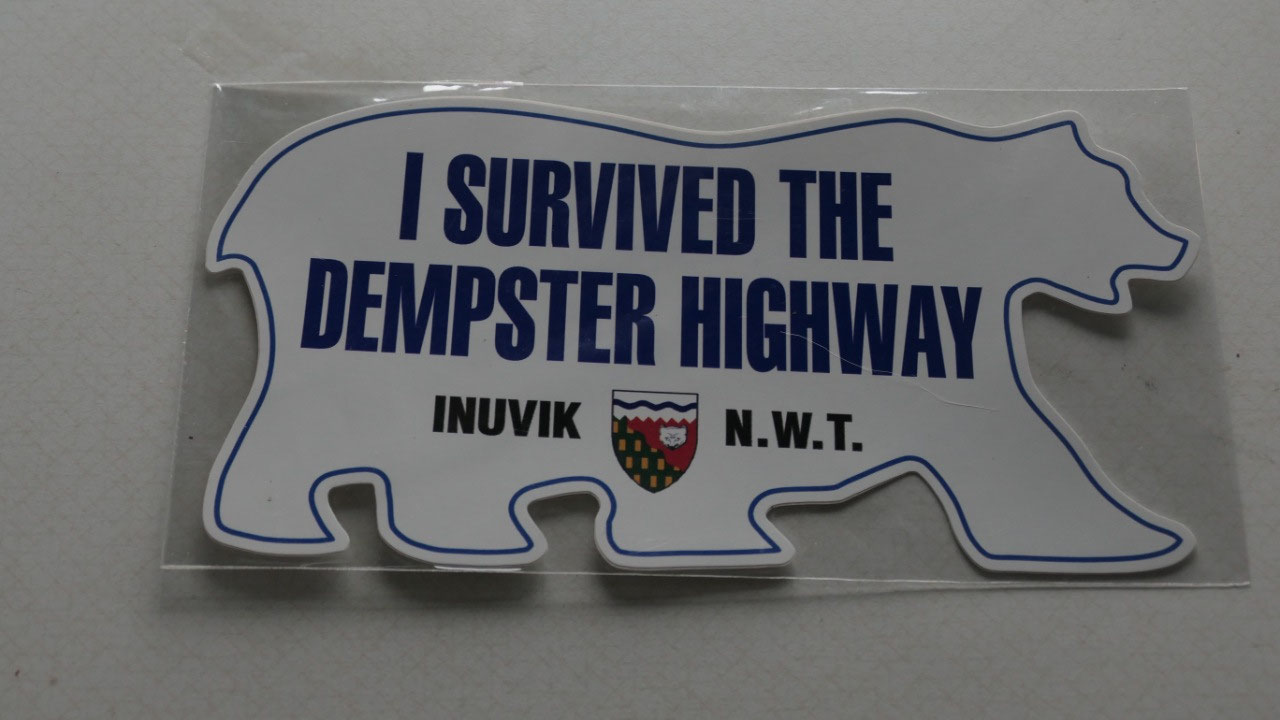 I SURVIVED THE
DEMPSTER HIGHWAY
INUVIK N.W.T.